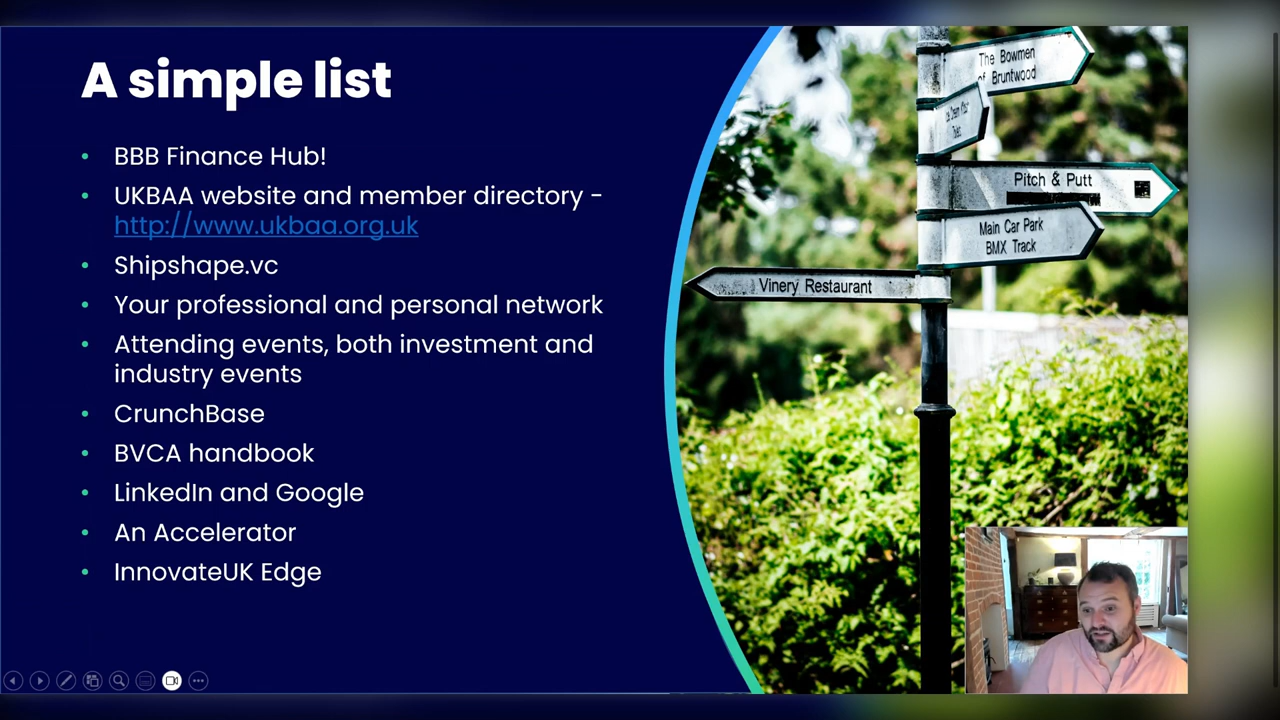 A simple list
BBB Finance Hub!
UKBAA website and member directory -
http://www.ukbaa.org.uk
Shipshape.vc
Your professional and personal network
Attending events, both investment and
industry events
CrunchBase
BVCA handbook
LinkedIn and Google
An Accelerator
InnovateUK Edge
The Bowmen
of Bruntwood
Pitch & Putt
Main Car Park
BMX Track
Vinery Restaurant